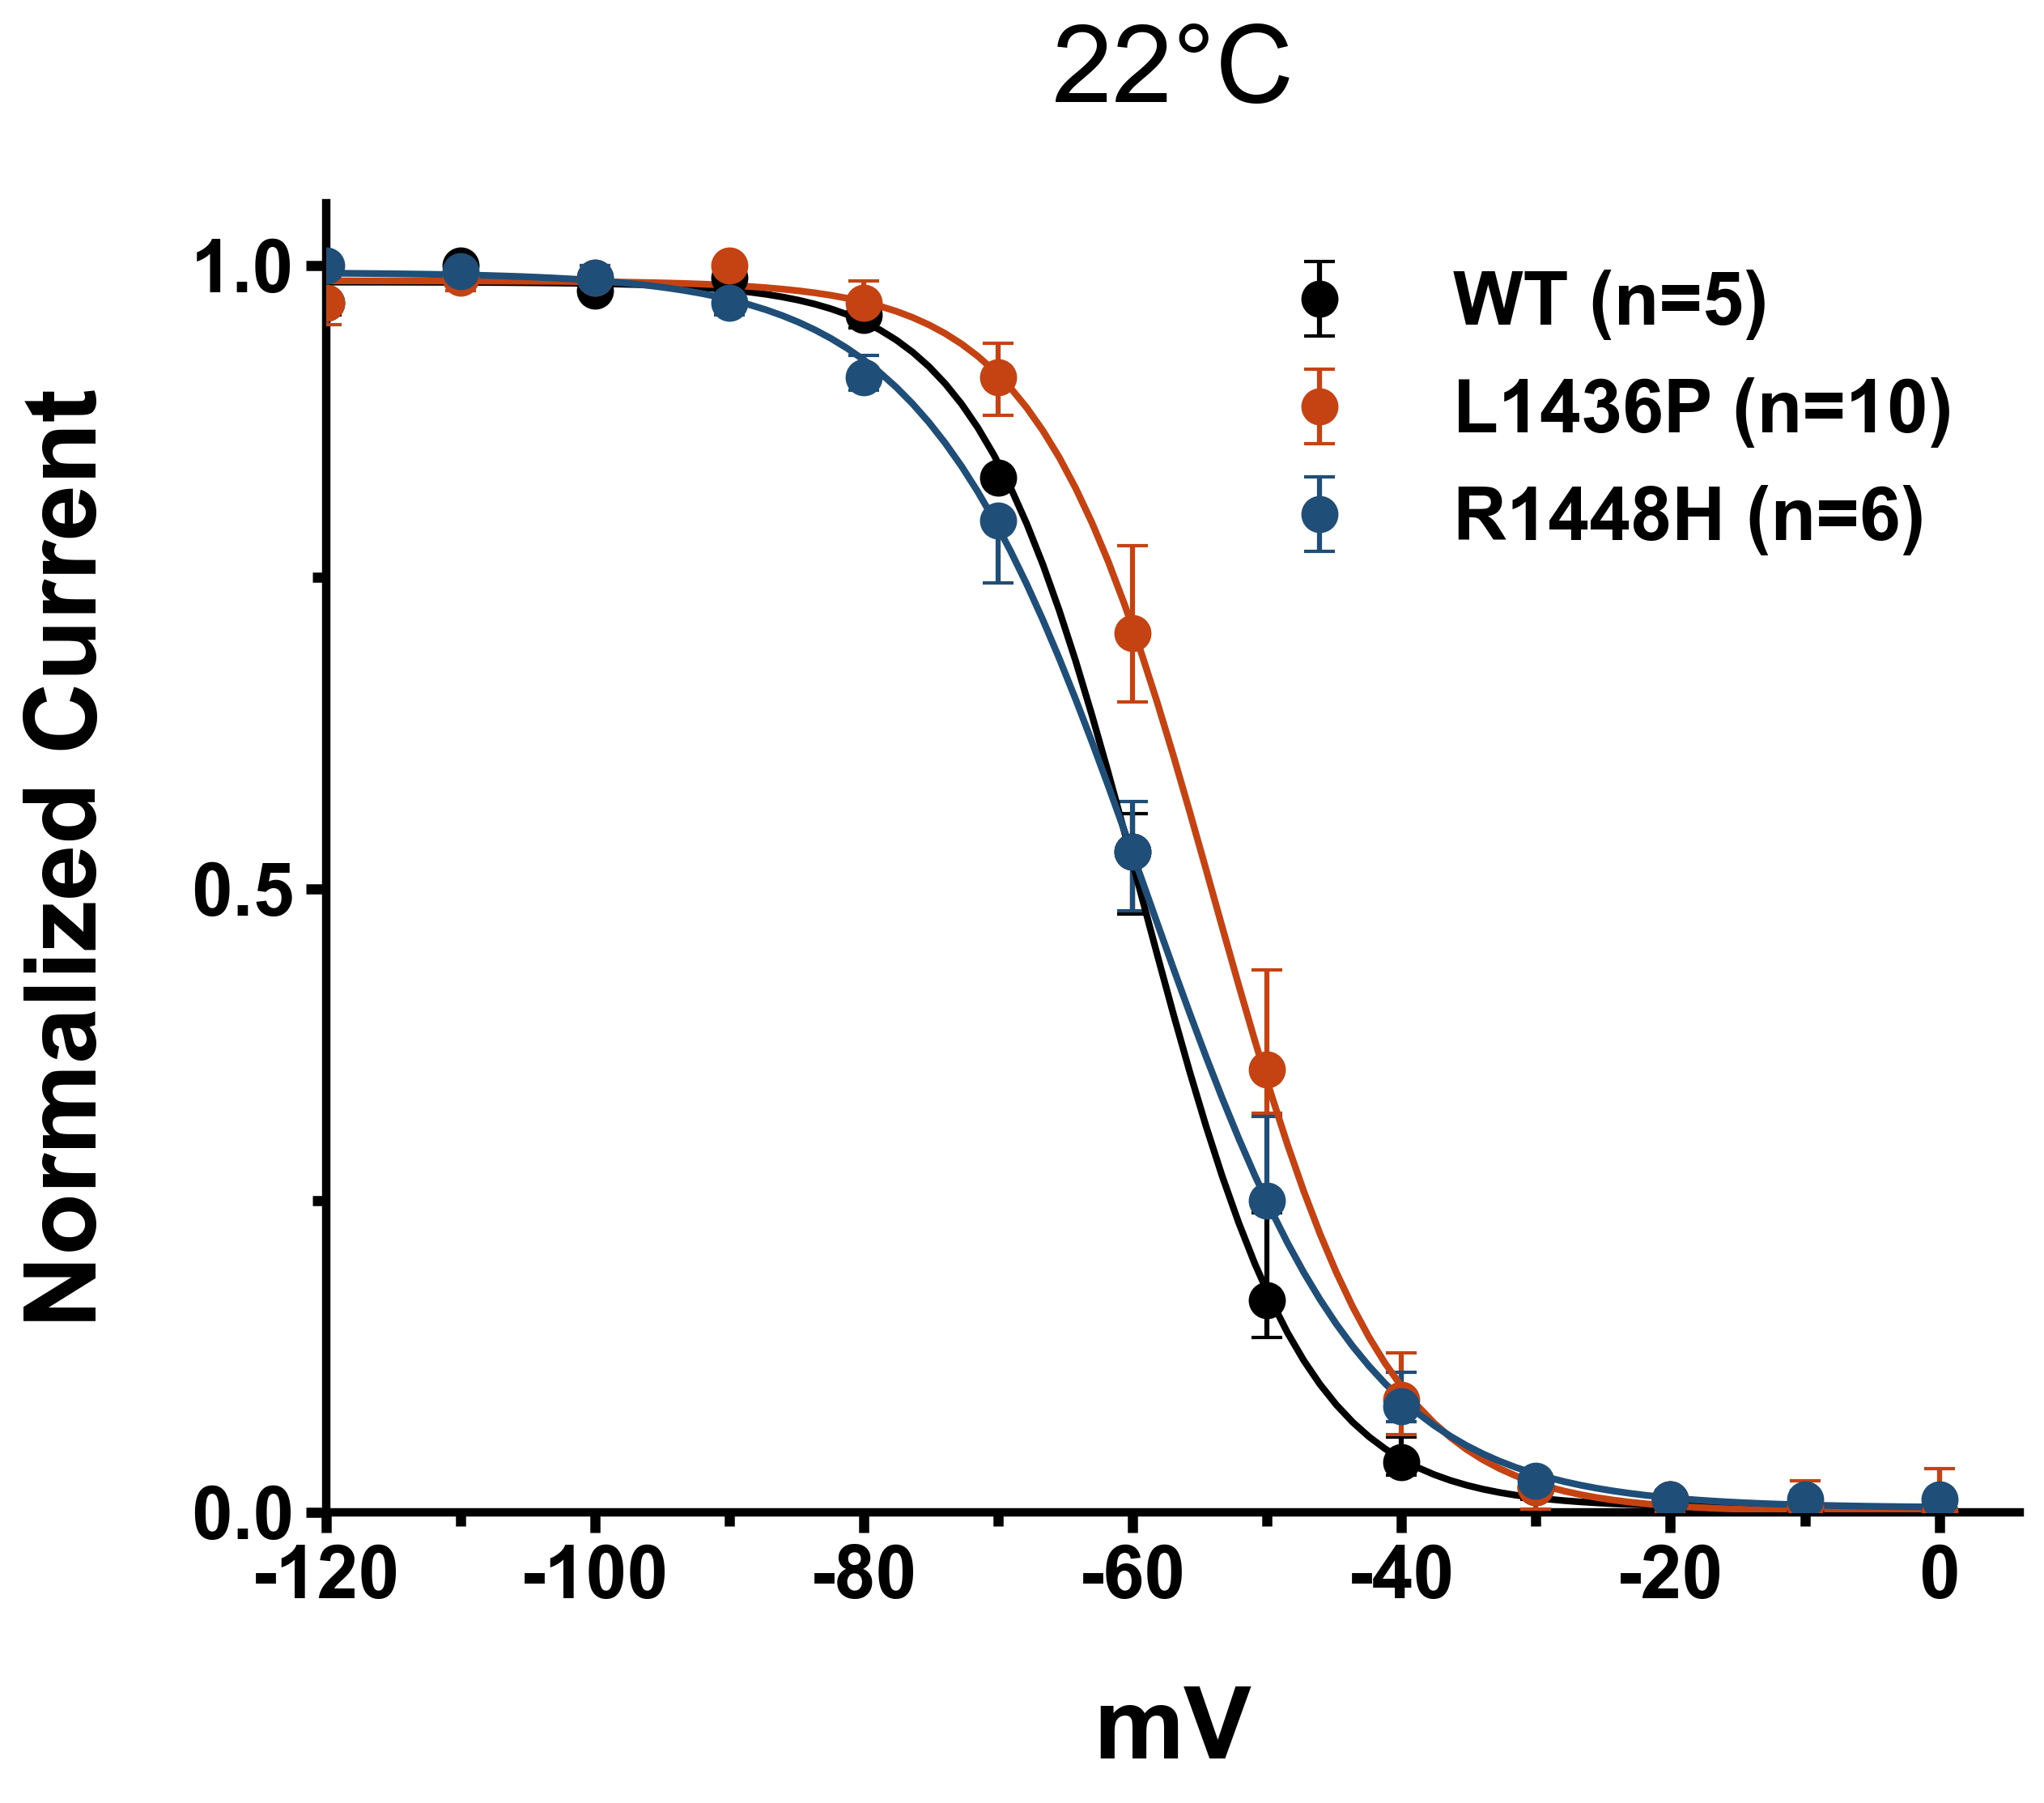 22°C
Normalized Current
1.0
0.5
0.0
WT (n=5)
L1436P (n=10)
R1448H (n=6)
-120 -100 -80 -60 -40 -20 0
mV